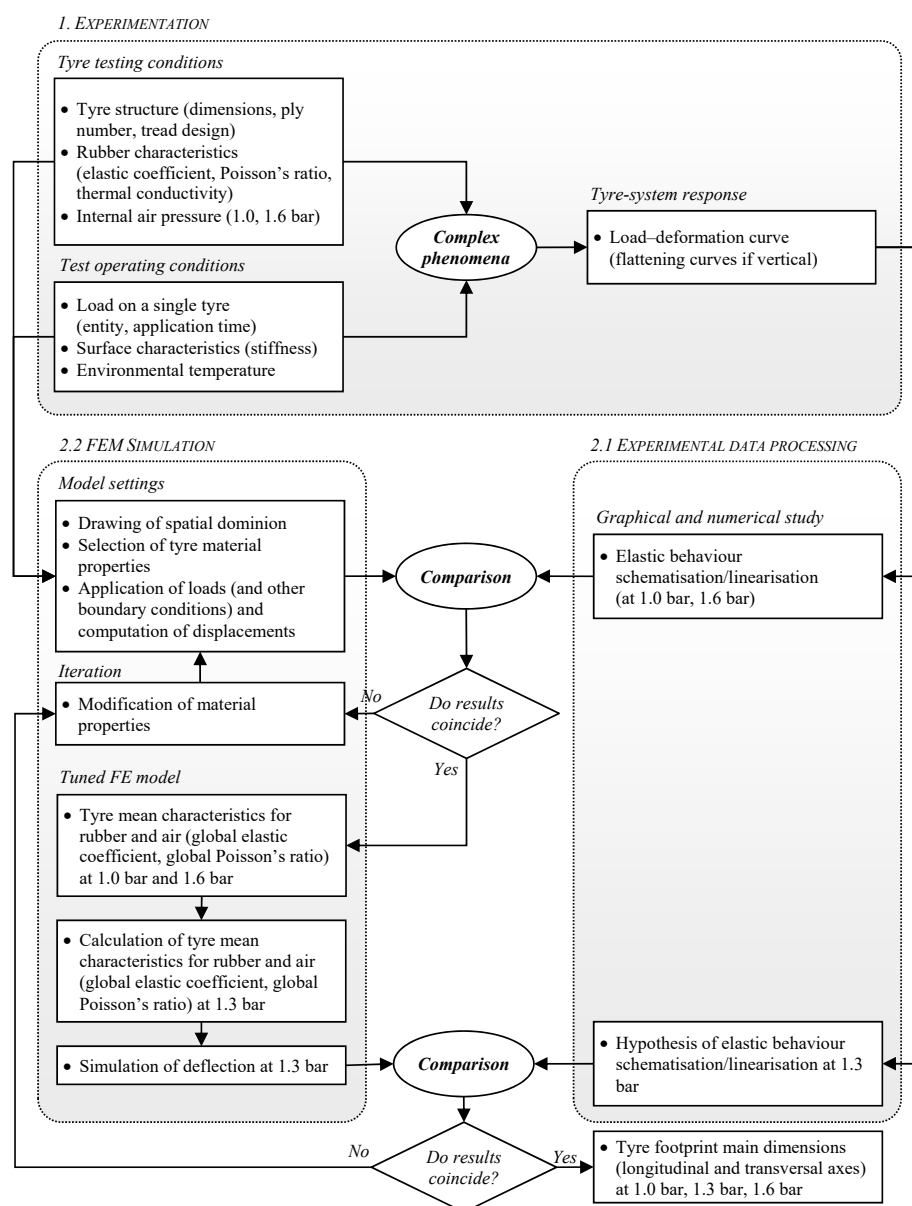 1. EXPERIMENTATION
Tyre testing conditions
• Tyre structure (dimensions, ply
number, tread design)
• Rubber characteristics
(elastic coefficient, Poisson's ratio,
thermal conductivity)
• Internal air pressure (1.0, 1.6 bar)
Test operating conditions
• Load on a single tyre
(entity, application time)
• Surface characteristics (stiffness)
• Environmental temperature
Complex
phenomena
Tyre-system response
• Load–deformation curve
(flattening curves if vertical)
2.2 FEM SIMULATION
Model settings
• Drawing of spatial dominion
• Selection of tyre material
properties
• Application of loads (and other
boundary conditions) and
computation of displacements
Iteration
• Modification of material
properties
Comparison
Do results
coincide?
No
Yes
2.1 EXPERIMENTAL DATA PROCESSING
Graphical and numerical study
• Elastic behaviour
schematisation/linearisation
(at 1.0 bar, 1.6 bar)
Tuned FE model
• Tyre mean characteristics for
rubber and air (global elastic
coefficient, global Poisson's ratio)
at 1.0 bar and 1.6 bar
• Calculation of tyre mean
characteristics for rubber and air
(global elastic coefficient, global
Poisson's ratio) at 1.3 bar
• Simulation of deflection at 1.3 bar
Comparison
• Hypothesis of elastic behaviour
schematisation/linearisation at 1.3
bar
No
Do results
coincide?
Yes
• Tyre footprint main dimensions
(longitudinal and transversal axes)
at 1.0 bar, 1.3 bar, 1.6 bar